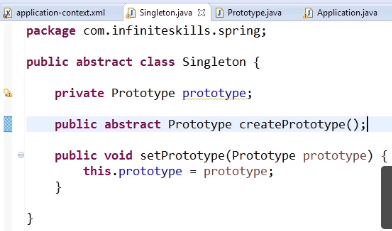 application-context.xml Singleton.java Prototype.java Application.java
package com.infiniteskills.spring;
public abstract class Singleton {
private Prototype prototype;
public abstract Prototype createPrototype();
public void setPrototype(Prototype prototype) {
this.prototype = prototype;
}
}